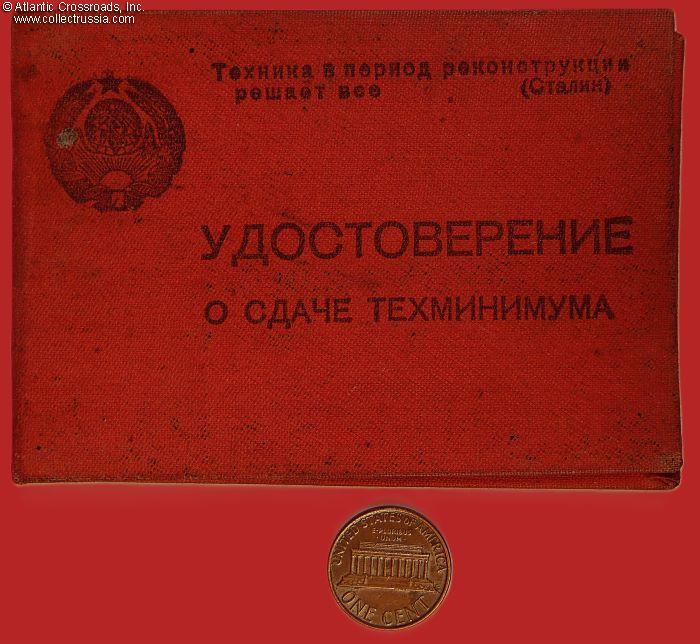 © Atlantic Crossroads, Inc.
www.collectrussia.com
Техника в период реконструкции
решает все (Сталин)
УДОСТОВЕРЕНИЕ
О СДАЧЕ ТЕХМИНИМУМА
UNITED STATES OF AMERICA
E·PLURIBUS
UNUM
ONE CENT